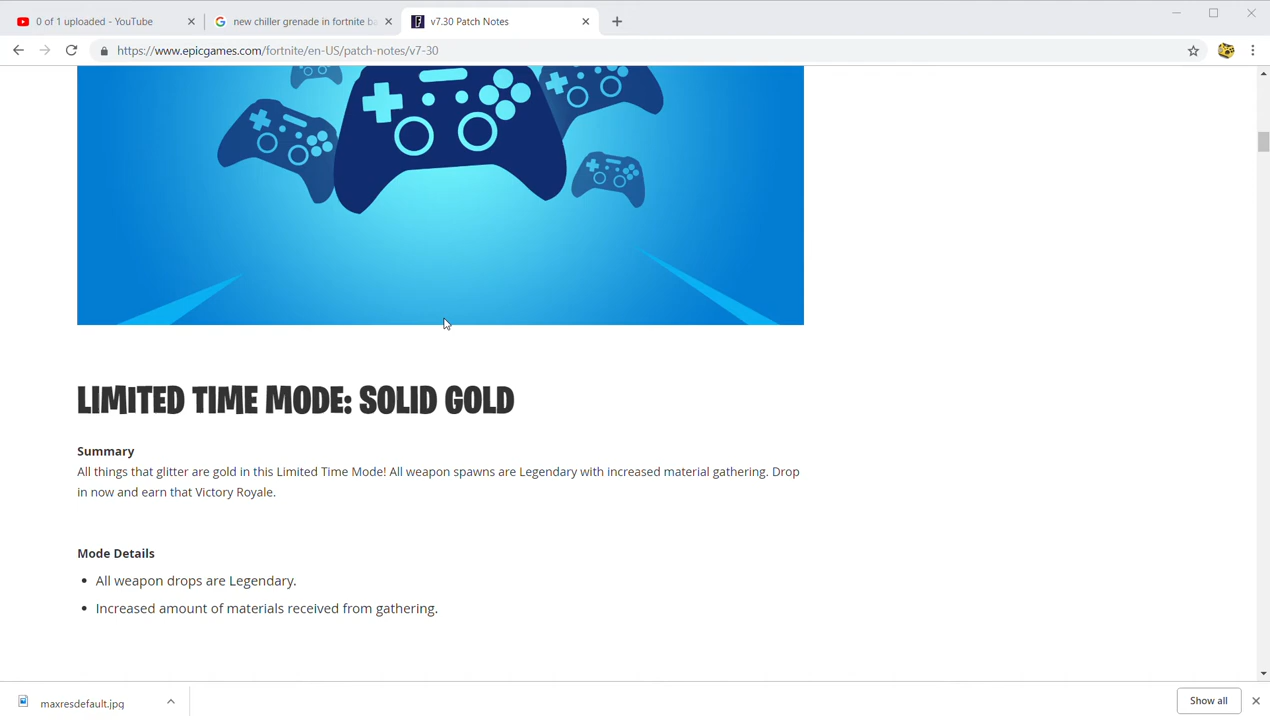 0 of 1 uploaded - YouTube
new chiller grenade in fortnite ba
v7.30 Patch Notes
https://www.epicgames.com/fortnite/en-US/patch-notes/v7-30
LIMITED TIME MODE: SOLID GOLD
Summary
All things that glitter are gold in this Limited Time Mode! All weapon spawns are Legendary with increased material gathering. Drop
in now and earn that Victory Royale.
Mode Details
• All weapon drops are Legendary.
• Increased amount of materials received from gathering.
maxresdefault.jpg
Show all